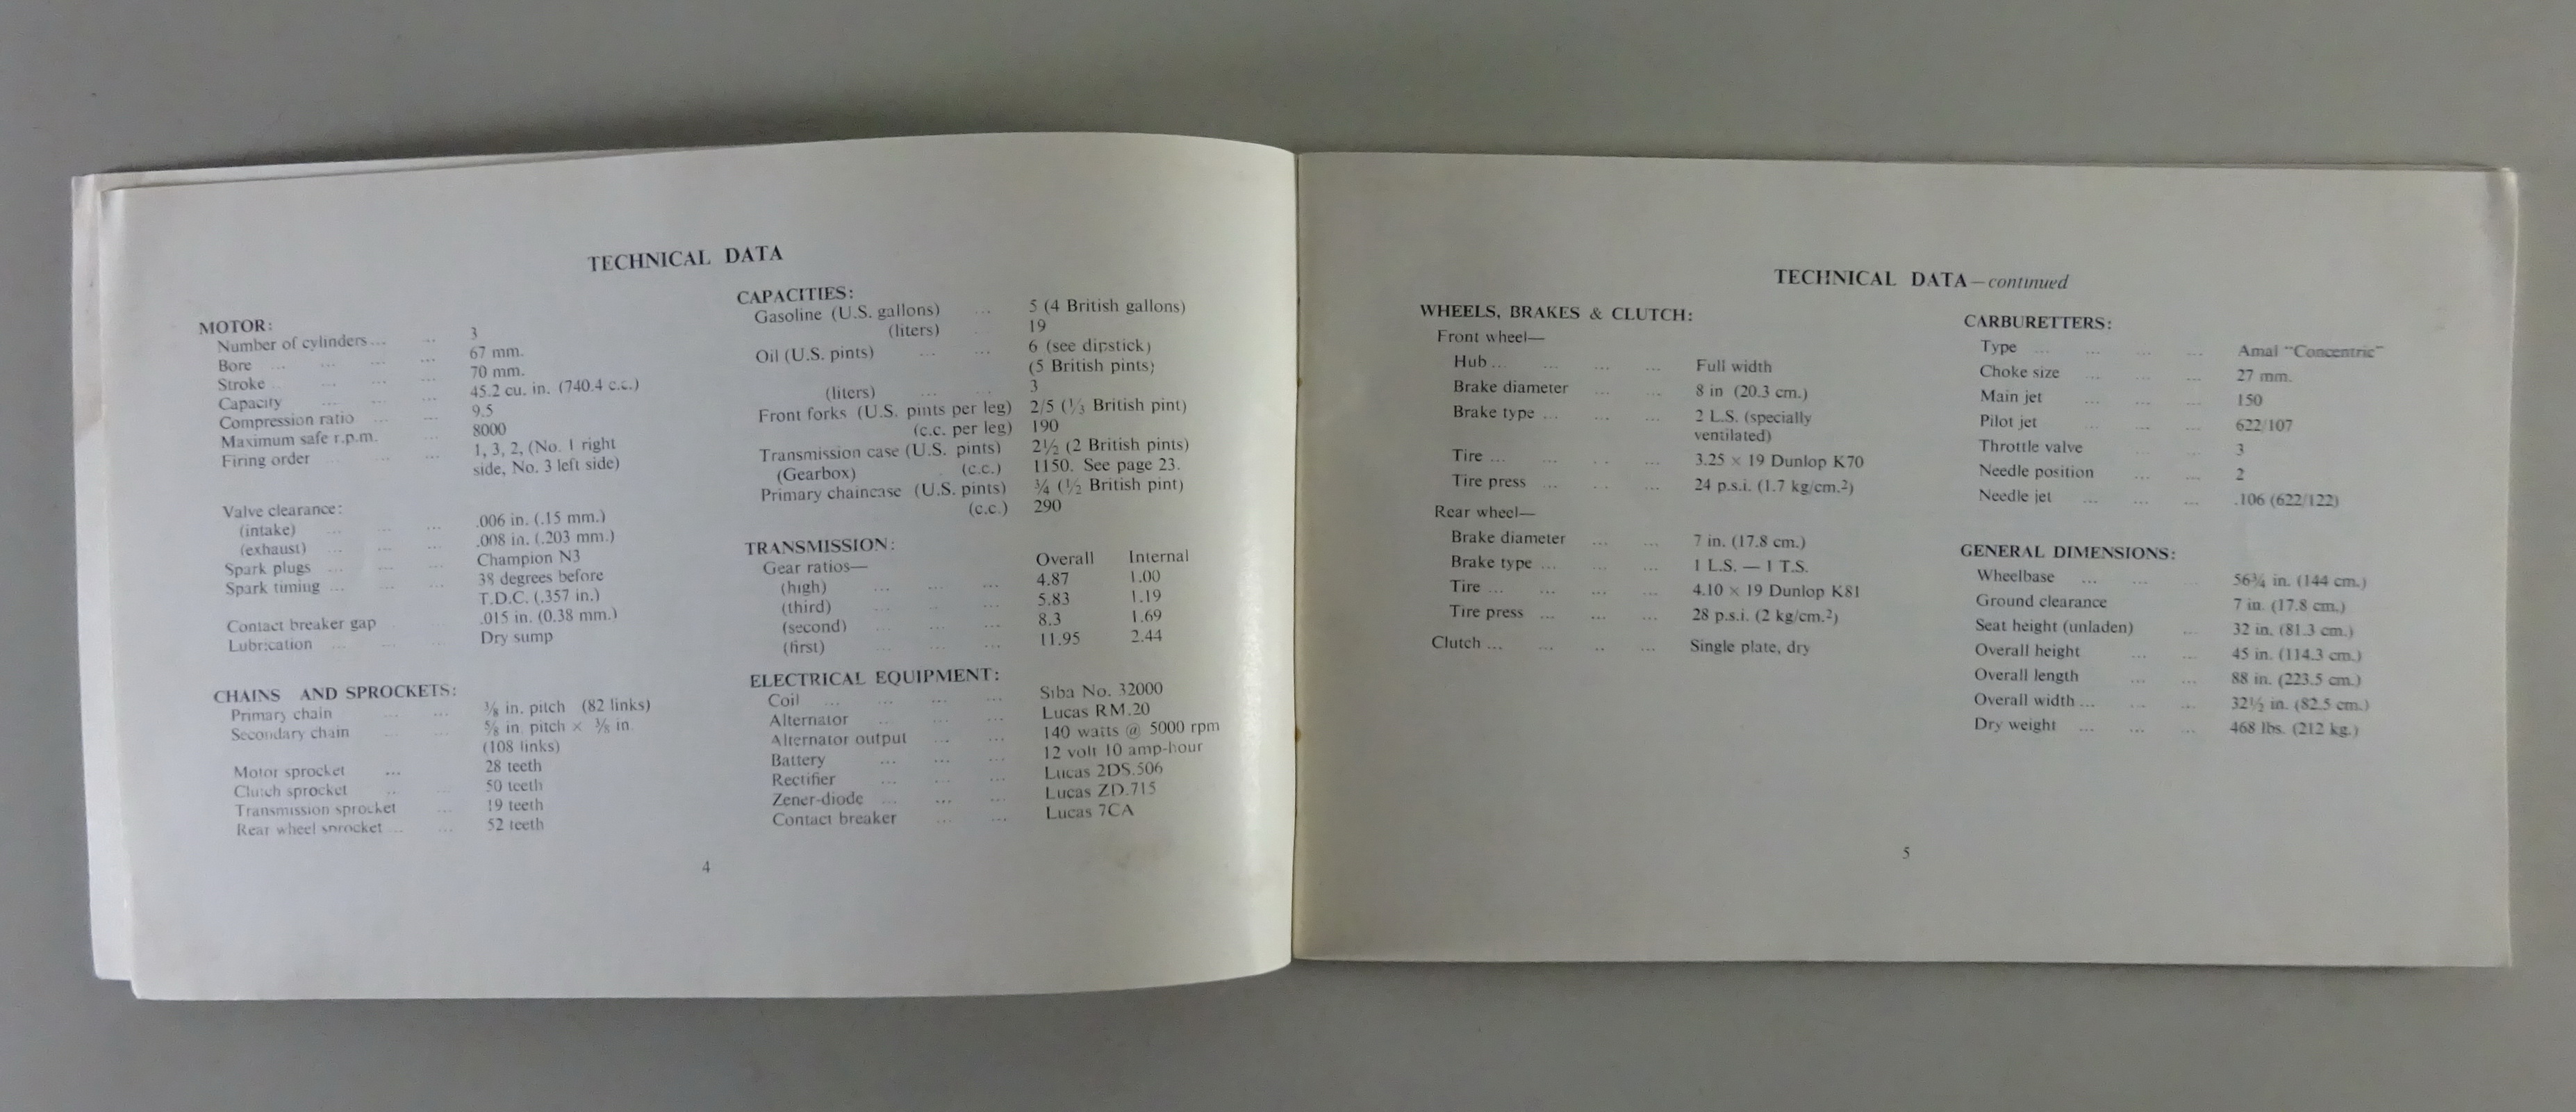 TECHNICAL DATA
MOTOR:
Number of cylinders ... ... 3
Bore ... ... ... ... 67 mm.
Stroke ... ... ... 70 mm.
Capacity ... ... ... 45.2 cu. in. (740.4 c.c.)
Compression ratio ... ... 9.5
Maximum safe r.p.m. ... 8000
Firing order ... ... ... 1, 3, 2, (No. 1 right
side, No. 3 left side)
Valve clearance:
(intake) ... ... ... .006 in. (.15 mm.)
(exhaust) ... ... ... .008 in. (.203 mm.)
Spark plugs ... ... ... Champion N3
Spark timing ... ... ... 38 degrees before
T.D.C. (.357 in.)
Contact breaker gap .015 in. (0.38 mm.)
Lubrication ... ... ... Dry sump
CHAINS AND SPROCKETS:
Primary chain ... ... 3/8 in. pitch (82 links)
Secondary chain ... ... 5/8 in. pitch × 3/8 in.
(108 links)
Motor sprocket ... 28 teeth
Clutch sprocket ... ... 50 teeth
Transmission sprocket ... 19 teeth
Rear wheel sprocket ... ... 52 teeth
CAPACITIES:
Gasoline (U.S. gallons) ... 5 (4 British gallons)
(liters) 19
Oil (U.S. pints) ... ... 6 (see dipstick)
(5 British pints)
(liters) ... ... 3
Front forks (U.S. pints per leg) 2/5 (1/3 British pint)
(c.c. per leg) 190
Transmission case (U.S. pints) 2½ (2 British pints)
(Gearbox) (c.c.) 1150. See page 23.
Primary chaincase (U.S. pints) ¾ (½ British pint)
(c.c.) 290
TRANSMISSION:
Gear ratios— Overall Internal
(high) ... ... ... 4.87 1.00
(third) ... ... ... 5.83 1.19
(second) ... ... ... 8.3 1.69
(first) ... ... ... 11.95 2.44
ELECTRICAL EQUIPMENT:
Coil ... ... ... ... Siba No. 32000
Alternator ... ... ... Lucas RM.20
Alternator output ... ... 140 watts @ 5000 rpm
Battery ... ... ... 12 volt 10 amp-hour
Rectifier ... ... ... Lucas 2DS.506
Zener-diode ... ... ... Lucas ZD.715
Contact breaker ... ... Lucas 7CA
4
TECHNICAL DATA—continued
WHEELS, BRAKES & CLUTCH:
Front wheel—
Hub ... ... ... ... Full width
Brake diameter ... ... 8 in (20.3 cm.)
Brake type ... ... ... 2 L.S. (specially
ventilated)
Tire ... ... ... ... 3.25 × 19 Dunlop K70
Tire press ... ... ... 24 p.s.i. (1.7 kg/cm.²)
Rear wheel—
Brake diameter ... ... 7 in. (17.8 cm.)
Brake type ... ... ... 1 L.S. — 1 T.S.
Tire ... ... ... ... 4.10 × 19 Dunlop K81
Tire press ... ... ... 28 p.s.i. (2 kg/cm.²)
Clutch ... ... ... ... Single plate, dry
CARBURETTERS:
Type ... ... ... ... Amal "Concentric"
Choke size ... ... ... 27 mm.
Main jet ... ... ... 150
Pilot jet ... ... ... 622/107
Throttle valve ... ... 3
Needle position ... ... 2
Needle jet ... ... ... .106 (622/122)
GENERAL DIMENSIONS:
Wheelbase ... ... 56¾ in. (144 cm.)
Ground clearance 7 in. (17.8 cm.)
Seat height (unladen) ... 32 in. (81.3 cm.)
Overall height ... ... 45 in. (114.3 cm.)
Overall length ... ... 88 in. (223.5 cm.)
Overall width ... ... ... 32½ in. (82.5 cm.)
Dry weight ... ... ... 468 lbs. (212 kg.)
5